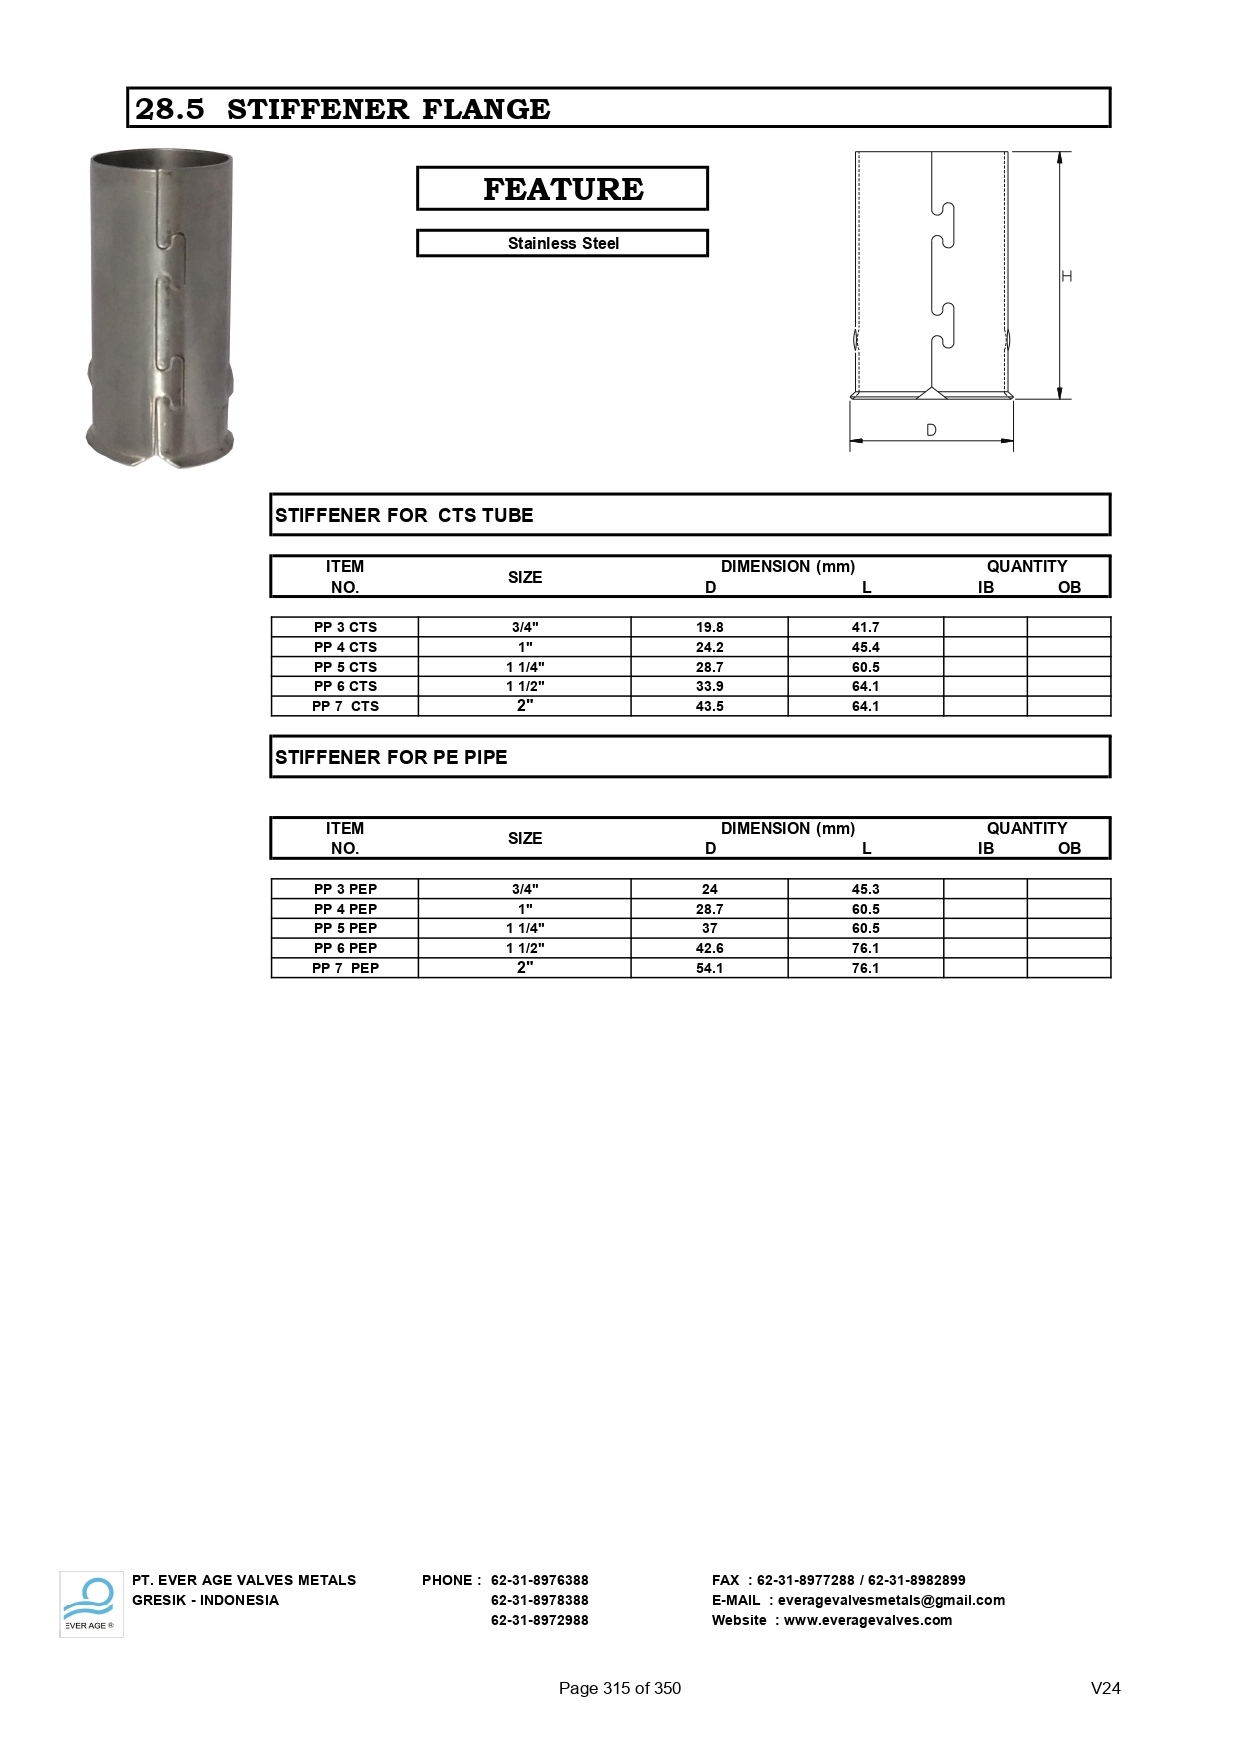 28.5 STIFFENER FLANGE
FEATURE
Stainless Steel
H
D
STIFFENER FOR CTS TUBE
ITEM NO. SIZE DIMENSION (mm) QUANTITY
D L IB OB
PP 3 CTS 3/4" 19.8 41.7
PP 4 CTS 1" 24.2 45.4
PP 5 CTS 1 1/4" 28.7 60.5
PP 6 CTS 1 1/2" 33.9 64.1
PP 7 CTS 2" 43.5 64.1
STIFFENER FOR PE PIPE
ITEM NO. SIZE DIMENSION (mm) QUANTITY
D L IB OB
PP 3 PEP 3/4" 24 45.3
PP 4 PEP 1" 28.7 60.5
PP 5 PEP 1 1/4" 37 60.5
PP 6 PEP 1 1/2" 42.6 76.1
PP 7 PEP 2" 54.1 76.1
EVER AGE ®
PT. EVER AGE VALVES METALS PHONE : 62-31-8976388 FAX : 62-31-8977288 / 62-31-8982899
GRESIK - INDONESIA 62-31-8978388 E-MAIL : everagevalvesmetals@gmail.com
62-31-8972988 Website : www.everagevalves.com
Page 315 of 350 V24